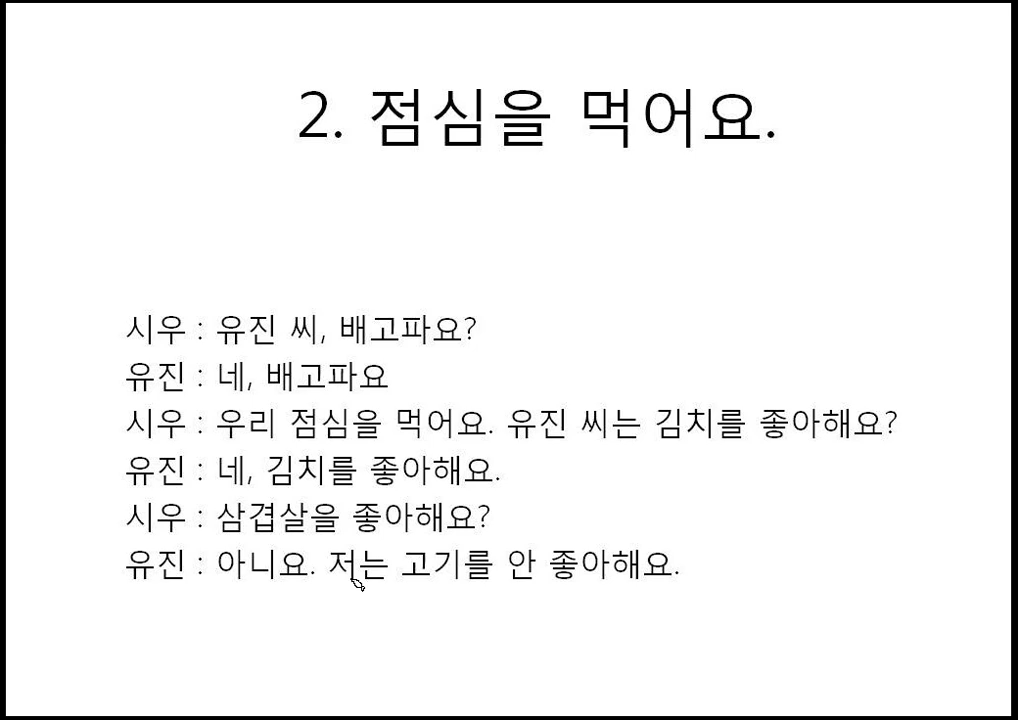 2. 점심을 먹어요.
시우 : 유진 씨, 배고파요?
유진 : 네, 배고파요
시우 : 우리 점심을 먹어요. 유진 씨는 김치를 좋아해요?
유진 : 네, 김치를 좋아해요.
시우 : 삼겹살을 좋아해요?
유진 : 아니요. 저는 고기를 안 좋아해요.